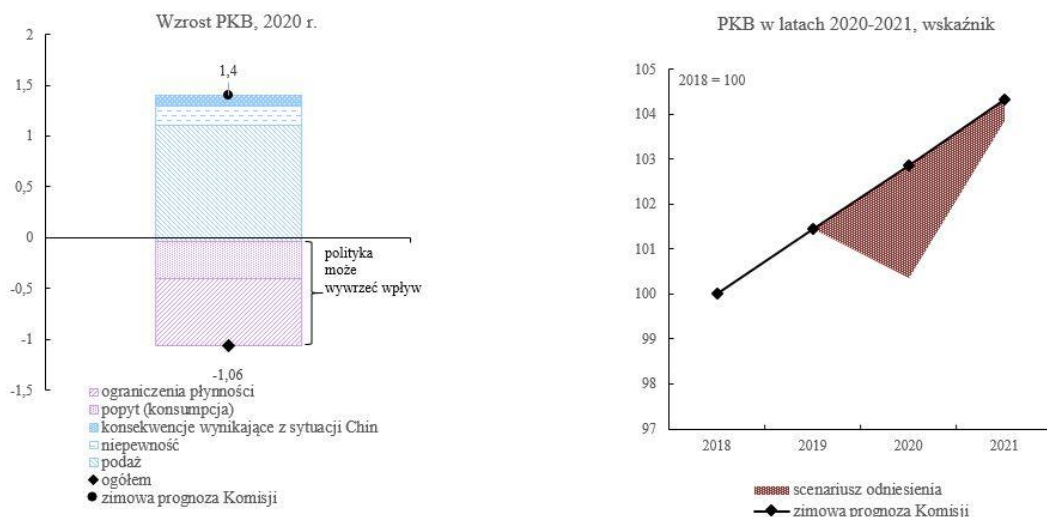 Wzrost PKB, 2020 r.
2
1,5
1
0,5
0
-0,5
-1
-1,5
1,4
polityka
może
wywrzeć wpływ
-1,06
ograniczenia płynności
popyt (konsumpcja)
konsekwencje wynikające z sytuacji Chin
niepewność
podaż
ogółem
zimowa prognoza Komisji
PKB w latach 2020-2021, wskaźnik
2018 = 100
105
104
103
102
101
100
99
98
97
2018 2019 2020 2021
scenariusz odniesienia
zimowa prognoza Komisji